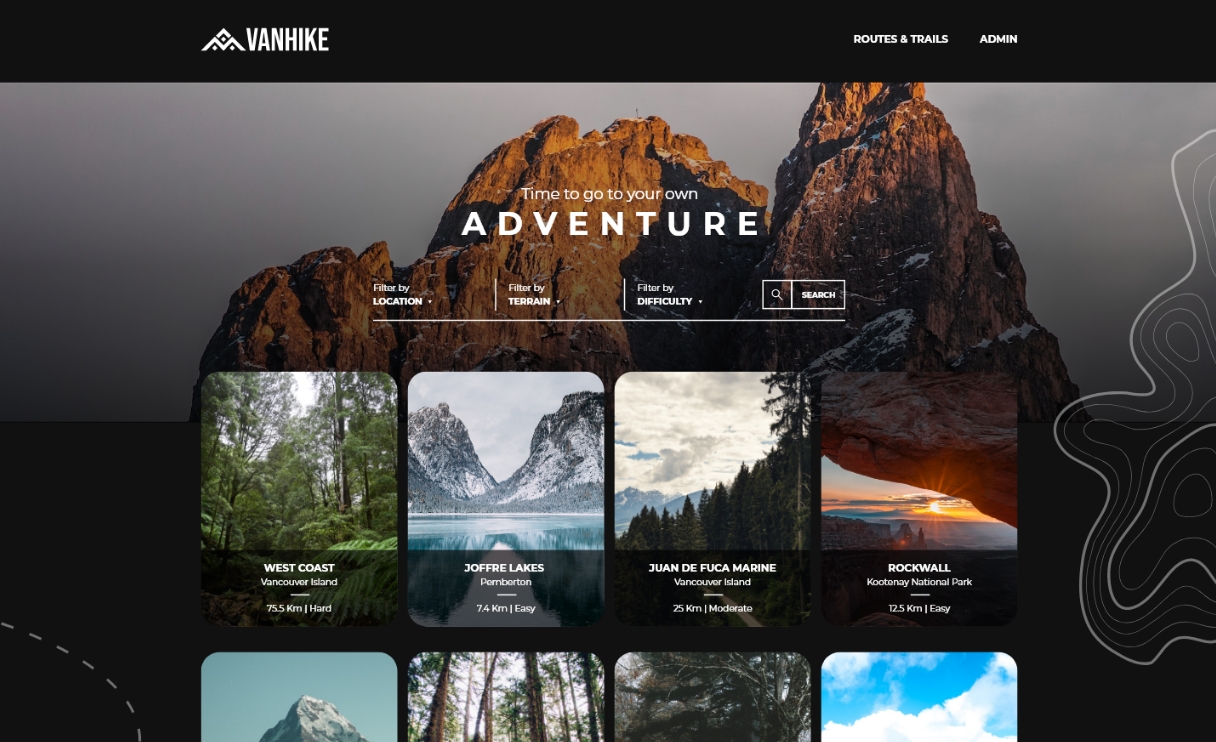 VANHIKE
ROUTES & TRAILS
ADMIN
Time to go to your own
ADVENTURE
Filter by
LOCATION
Filter by
TERRAIN
Filter by
DIFFICULTY
SEARCH
WEST COAST
Vancouver Island
75.5 Km | Hard
JOFFRE LAKES
Pemberton
7.4 Km | Easy
JUAN DE FUCA MARINE
Vancouver Island
25 Km | Moderate
ROCKWALL
Kootenay National Park
12.5 Km | Easy